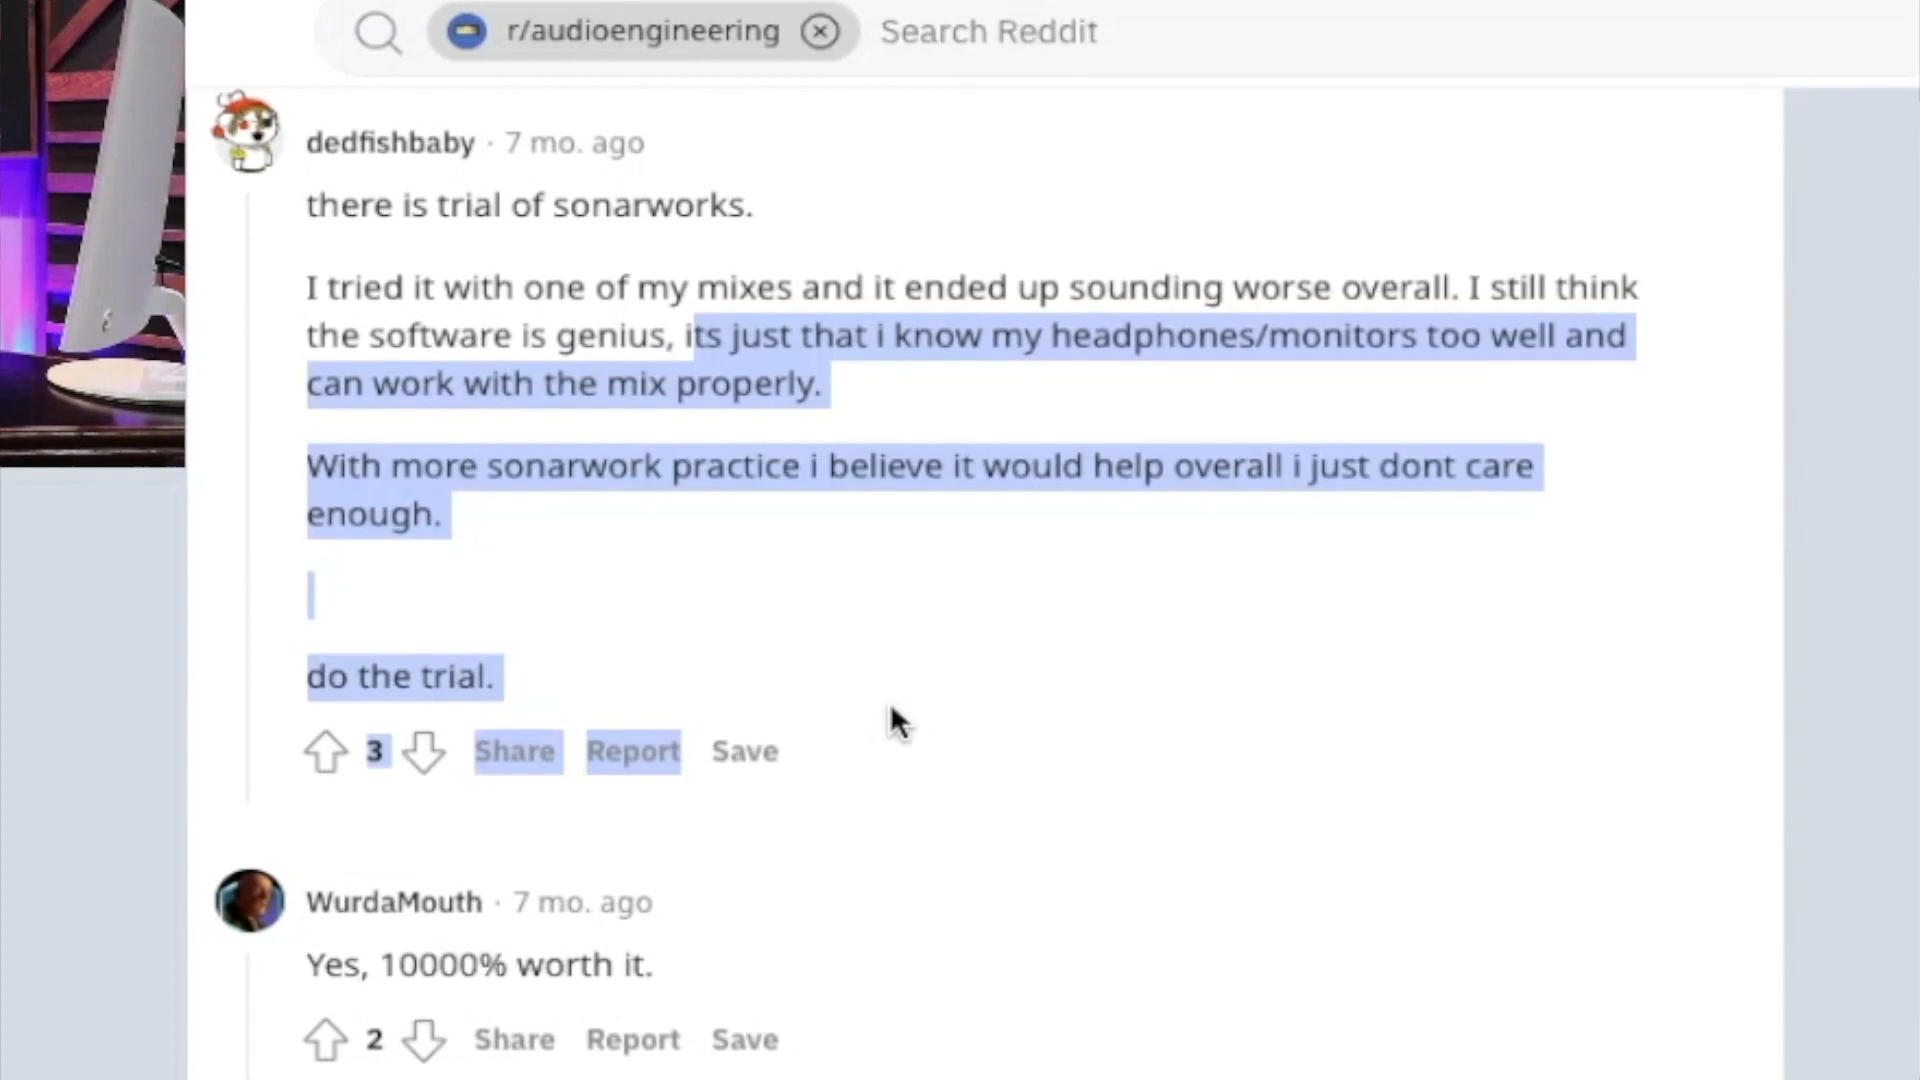 r/audioengineering Search Reddit
dedfishbaby · 7 mo. ago
there is trial of sonarworks.
I tried it with one of my mixes and it ended up sounding worse overall. I still think
the software is genius, its just that i know my headphones/monitors too well and
can work with the mix properly.
With more sonarwork practice i believe it would help overall i just dont care
enough.
do the trial.
3 Share Report Save
WurdaMouth · 7 mo. ago
Yes, 10000% worth it.
2 Share Report Save